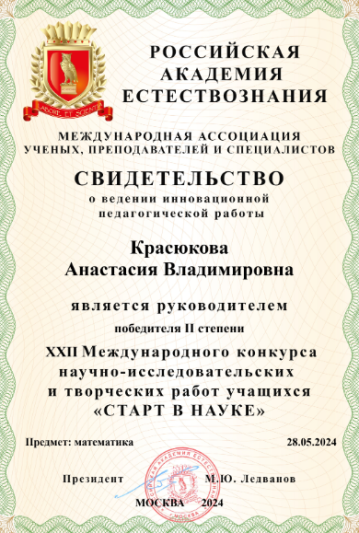 РОССИЙСКАЯ
АКАДЕМИЯ
ЕСТЕСТВОЗНАНИЯ
МЕЖДУНАРОДНАЯ АССОЦИАЦИЯ
УЧЕНЫХ, ПРЕПОДАВАТЕЛЕЙ И СПЕЦИАЛИСТОВ
СВИДЕТЕЛЬСТВО
о ведении инновационной
педагогической работы
Красюкова
Анастасия Владимировна
является руководителем
победителя II степени
XXII Международного конкурса
научно-исследовательских
и творческих работ учащихся
«СТАРТ В НАУКЕ»
Предмет: математика 28.05.2024
Президент М.Ю. Ледванов
МОСКВА 2024